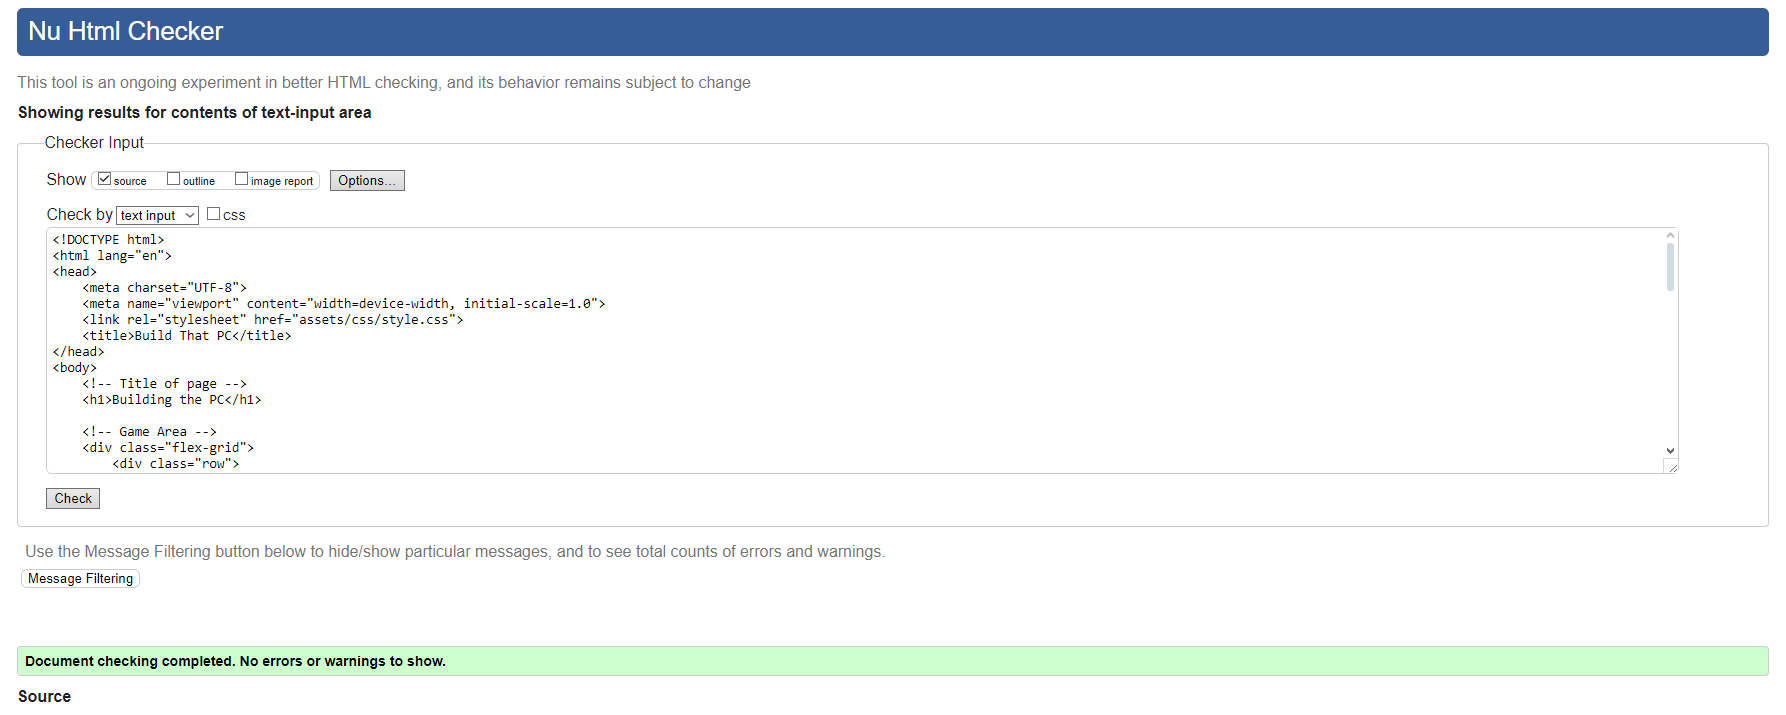 Nu Html Checker
This tool is an ongoing experiment in better HTML checking, and its behavior remains subject to change
Showing results for contents of text-input area
Checker Input
Show source outline image report Options...
Check by text input css
<!DOCTYPE html>
<html lang="en">
<head>
    <meta charset="UTF-8">
    <meta name="viewport" content="width=device-width, initial-scale=1.0">
    <link rel="stylesheet" href="assets/css/style.css">
    <title>Build That PC</title>
</head>
<body>
    <!-- Title of page -->
    <h1>Building the PC</h1>

    <!-- Game Area -->
    <div class="flex-grid">
        <div class="row">
Check
Use the Message Filtering button below to hide/show particular messages, and to see total counts of errors and warnings.
Message Filtering
Document checking completed. No errors or warnings to show.
Source